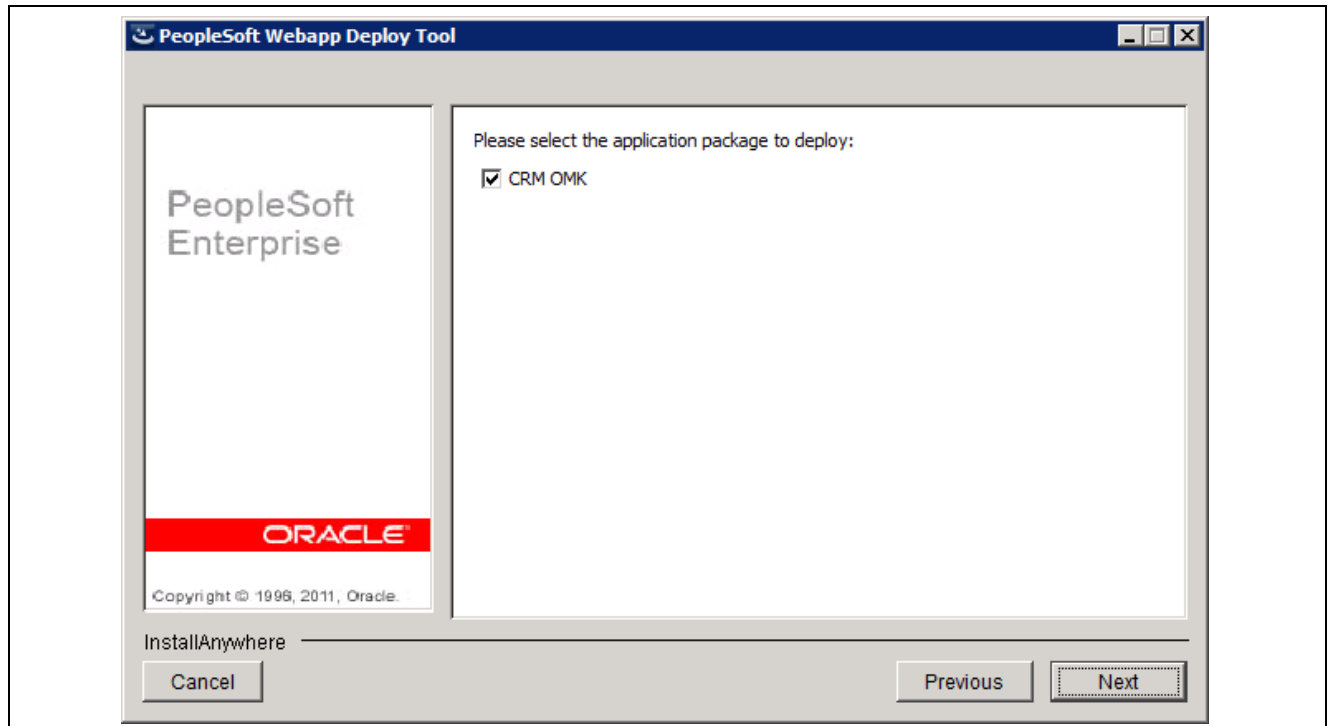 PeopleSoft Webapp Deploy Tool
Please select the application package to deploy:
CRM OMK
PeopleSoft
Enterprise
ORACLE
Copyright © 1996, 2011, Oracle.
InstallAnywhere
Cancel
Previous
Next